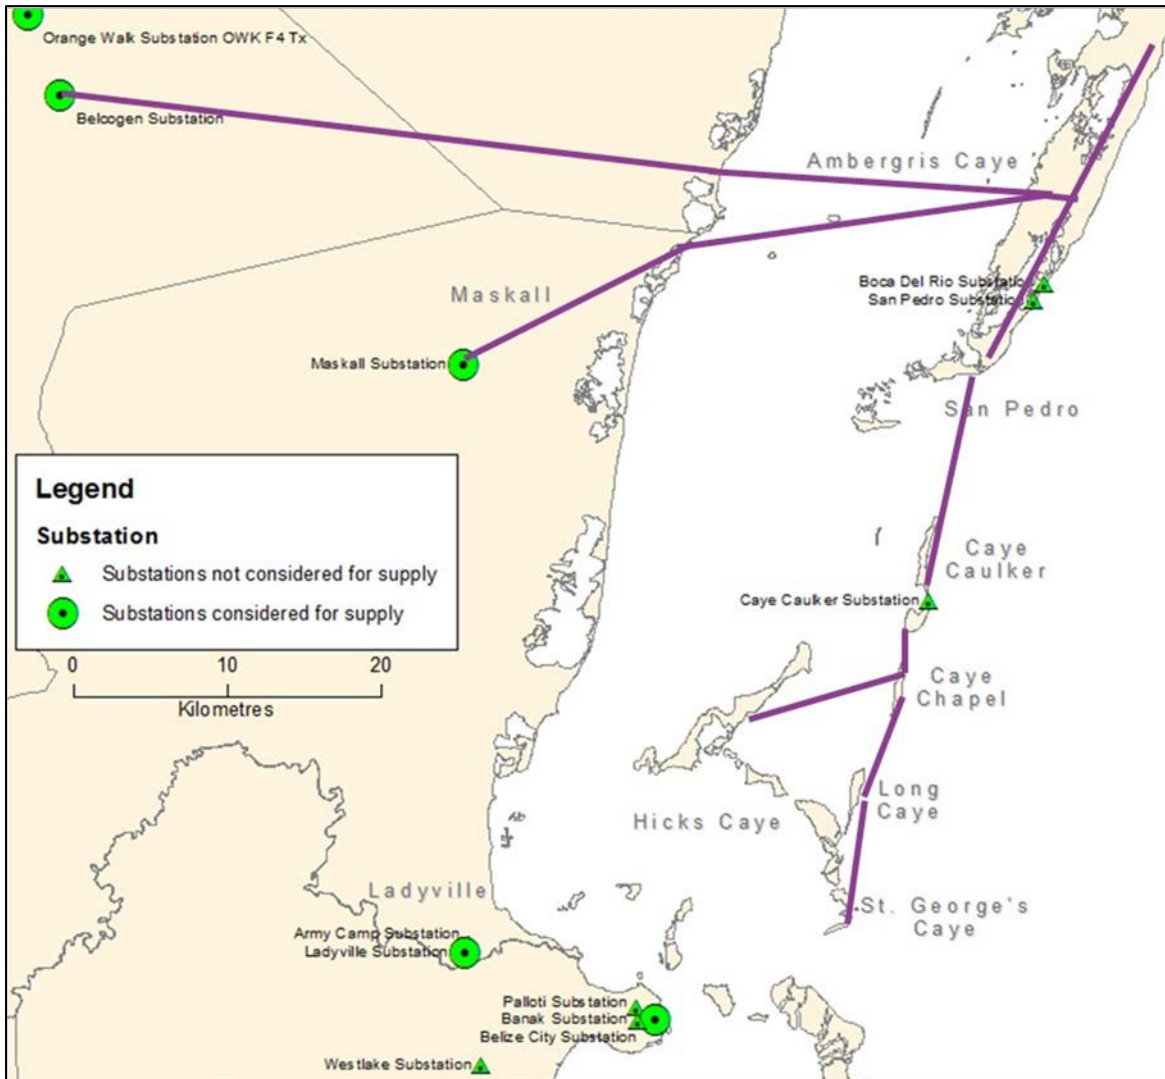 Orange Walk Substation OWK F4 Tx
Belcogen Substation
Ambergris Caye
Boca Del Rio Substatio
San Pedro Substation
Maskall
Maskall Substation
San Pedro
Legend
Substation
Substations not considered for supply
Substations considered for supply
0 10 20
Kilometres
Caye
Caulker
Caye Caulker Substation
Caye
Chapel
Long
Caye
Hicks Caye
Ladyville
St. George's
Caye
Army Camp Substation
Ladyville Substation
Palloti Substation
Banak Substation
Belize City Substation
Westlake Substation